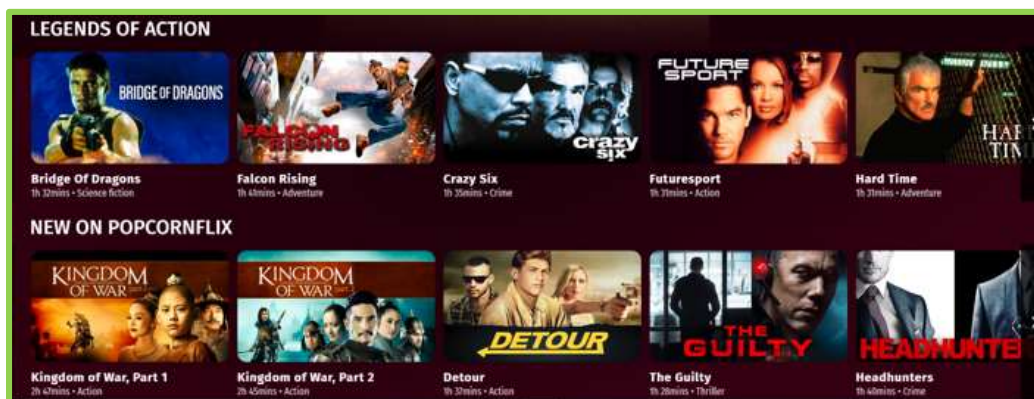 LEGENDS OF ACTION
BRIDGE OF DRAGONS
FALCON RISING
crazy six
FUTURE SPORT
HAR TIM
Bridge Of Dragons
1h 32mins • Science fiction
Falcon Rising
1h 41mins • Adventure
Crazy Six
1h 35mins • Crime
Futuresport
1h 31mins • Action
Hard Time
1h 31mins • Adventure
NEW ON POPCORNFLIX
KINGDOM OF WAR
KINGDOM OF WAR
DETOUR
THE GUILTY
HEADHUNTE
Kingdom of War, Part 1
2h 47mins • Action
Kingdom of War, Part 2
2h 45mins • Action
Detour
1h 37mins • Action
The Guilty
1h 28mins • Thriller
Headhunters
1h 40mins • Crime